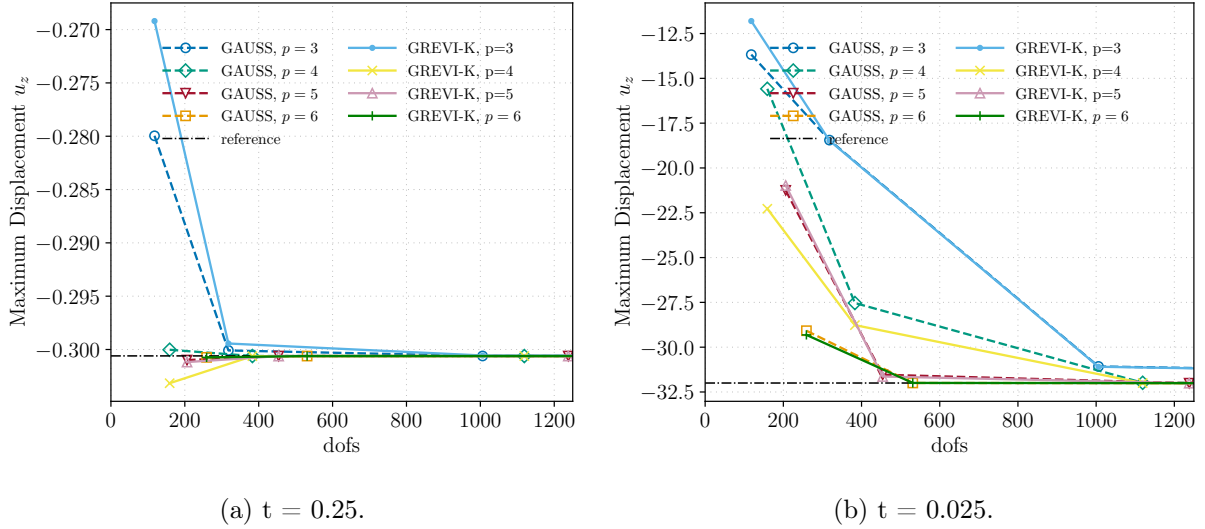 −0.270
−0.275
−0.280
−0.285
−0.290
−0.295
−0.300
Maximum Displacement u_z
0
200
400
600
800
1000
1200
dofs
GAUSS, p = 3
GAUSS, p = 4
GAUSS, p = 5
GAUSS, p = 6
reference
GREVI-K, p=3
GREVI-K, p=4
GREVI-K, p=5
GREVI-K, p = 6
(a) t = 0.25.
−12.5
−15.0
−17.5
−20.0
−22.5
−25.0
−27.5
−30.0
−32.5
Maximum Displacement u_z
0
200
400
600
800
1000
1200
dofs
GAUSS, p = 3
GAUSS, p = 4
GAUSS, p = 5
GAUSS, p = 6
reference
GREVI-K, p=3
GREVI-K, p=4
GREVI-K, p=5
GREVI-K, p = 6
(b) t = 0.025.